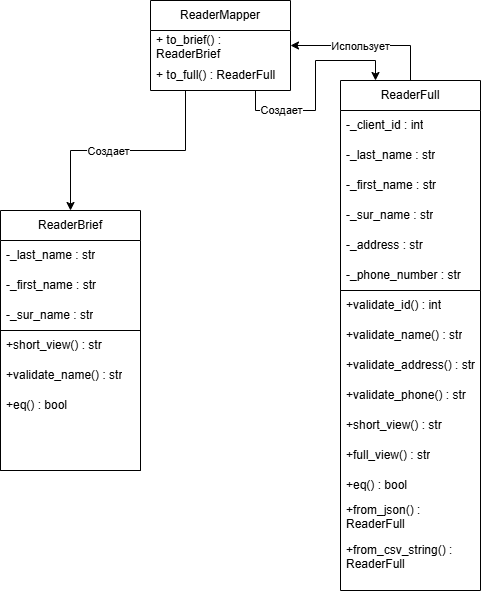 ReaderMapper
+ to_brief() :
ReaderBrief
+ to_full() : ReaderFull
Использует
Создает
Создает
ReaderFull
-_client_id : int
-_last_name : str
-_first_name : str
-_sur_name : str
-_address : str
-_phone_number : str
+validate_id() : int
+validate_name() : str
+validate_address() : str
+validate_phone() : str
+short_view() : str
+full_view() : str
+eq() : bool
+from_json() :
ReaderFull
+from_csv_string() :
ReaderFull
ReaderBrief
-_last_name : str
-_first_name : str
-_sur_name : str
+short_view() : str
+validate_name() : str
+eq() : bool